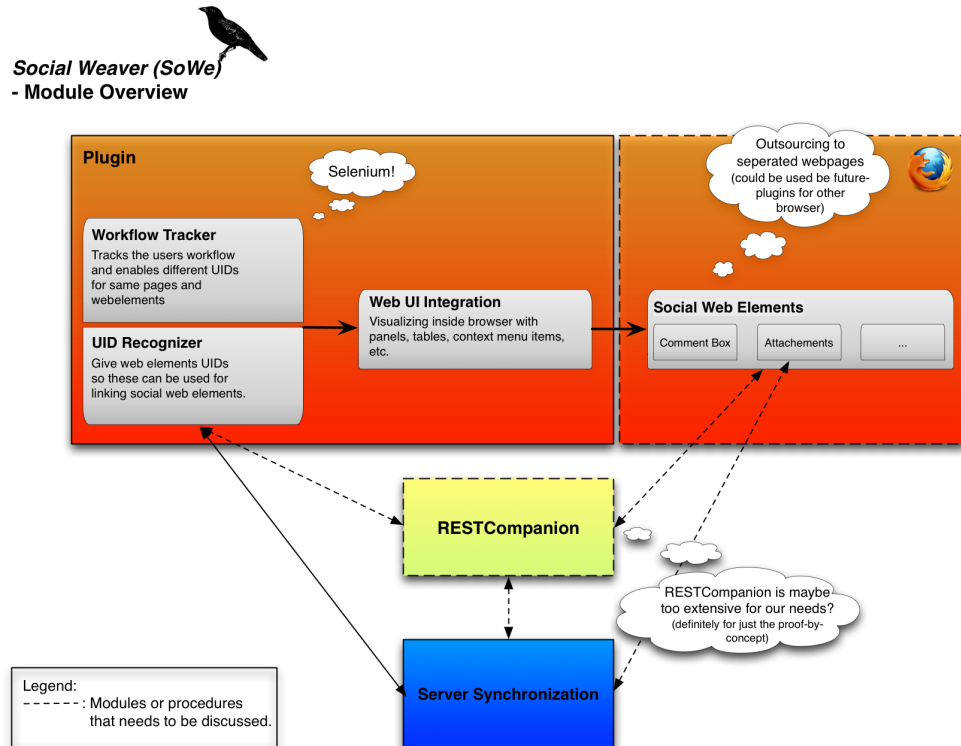 Social Weaver (SoWe)
- Module Overview
Plugin
Selenium!
Outsourcing to
seperated webpages
(could be used be future-
plugins for other
browser)
Workflow Tracker
Tracks the users workflow
and enables different UIDs
for same pages and
webelements
UID Recognizer
Give web elements UIDs
so these can be used for
linking social web elements.
Web UI Integration
Visualizing inside browser with
panels, tables, context menu items,
etc.
Social Web Elements
Comment Box
Attachements
...
RESTCompanion
RESTCompanion is maybe
too extensive for our needs?
(definitely for just the proof-by-
concept)
Server Synchronization
Legend:
------ : Modules or procedures
that needs to be discussed.